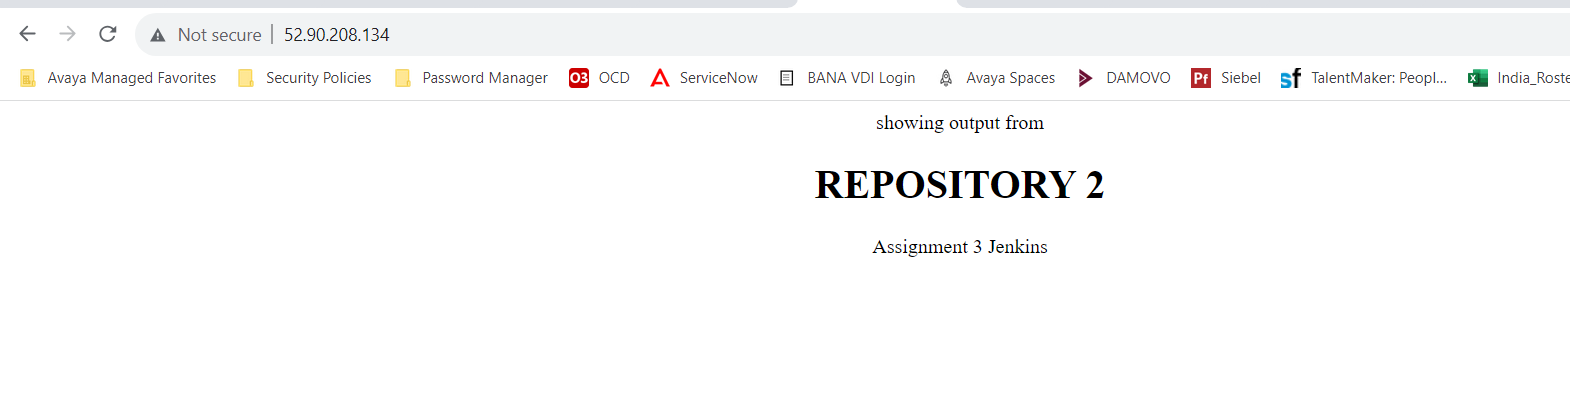 Not secure | 52.90.208.134
Avaya Managed Favorites Security Policies Password Manager O3 OCD ServiceNow BANA VDI Login Avaya Spaces DAMOVO Pf Siebel sf TalentMaker: Peopl... India_Roste
showing output from
REPOSITORY 2
Assignment 3 Jenkins